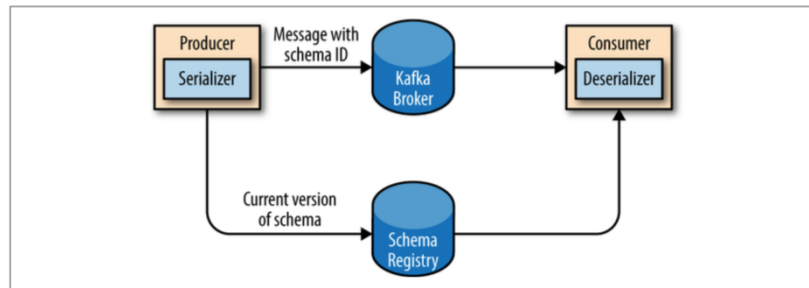 Producer
Serializer
Message with
schema ID
Kafka
Broker
Consumer
Deserializer
Current version
of schema
Schema
Registry